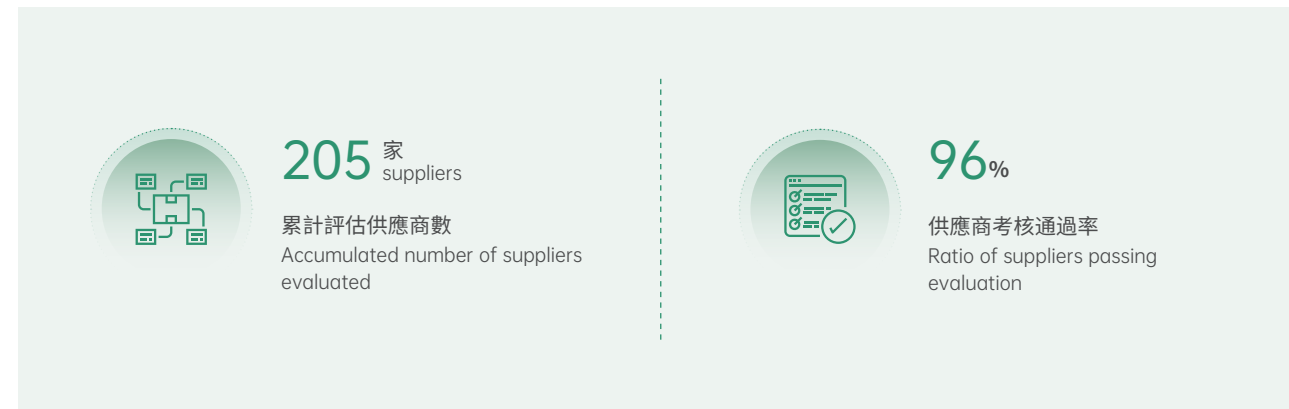 205 家
suppliers
累計評估供應商數
Accumulated number of suppliers
evaluated
96%
供應商考核通過率
Ratio of suppliers passing
evaluation